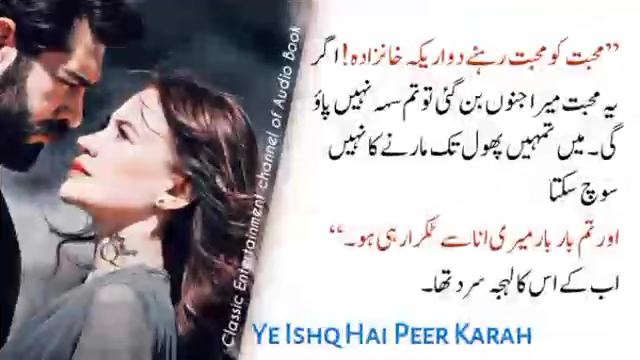 ”محبت کو محبت رہنے دو اریکہ خانزادہ! اگر
یہ محبت میرا جنوں بن گئی تو تم سہہ نہیں پاؤ
گی۔ میں تمہیں پھول تک مارنے کا نہیں
سوچ سکتا
اور تم بار بار میری انا سے ٹکرا رہی ہو۔“
اب کے اس کا لہجہ سرد تھا۔
Ye Ishq Hai Peer Karah
Classic Entertainment channel of Audio Book